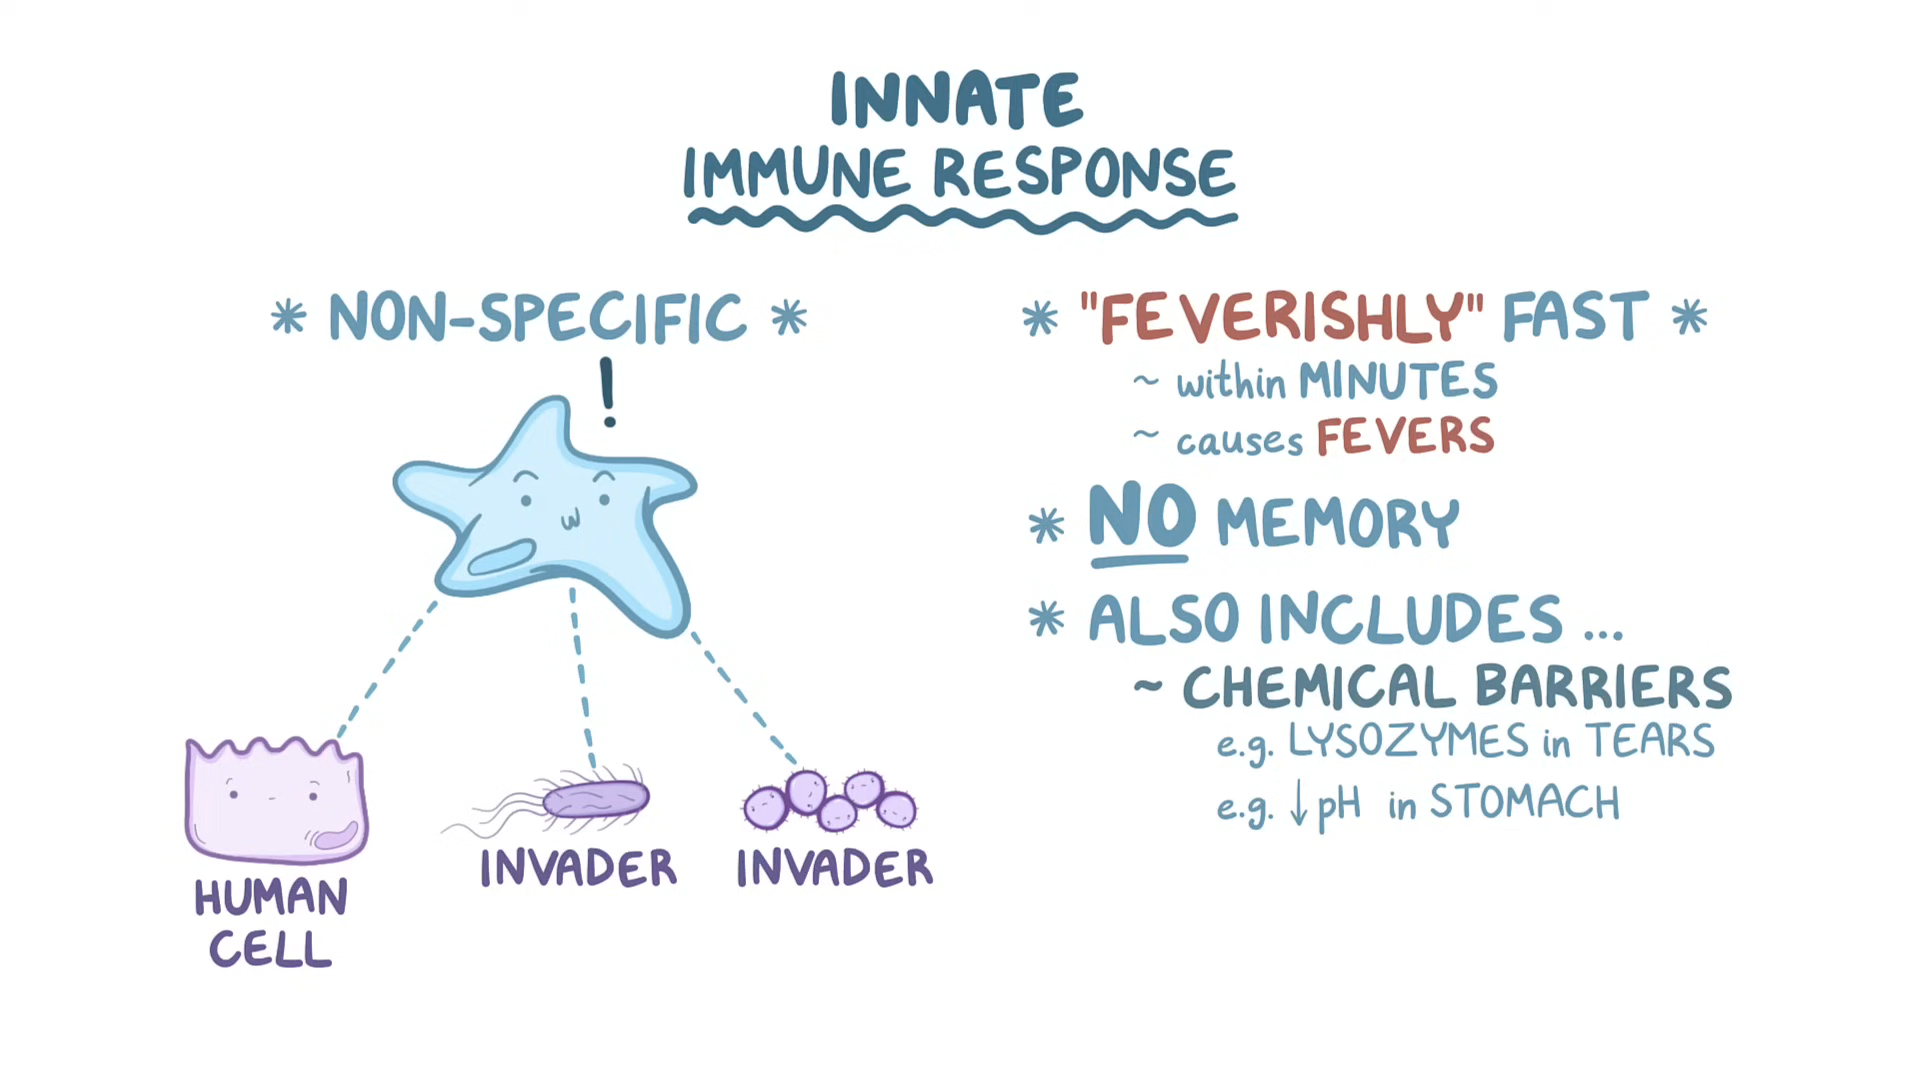 INNATE
IMMUNE RESPONSE
* NON-SPECIFIC *
!
HUMAN
CELL
INVADER
INVADER
* "FEVERISHLY" FAST *
~ within MINUTES
~ causes FEVERS
* NO MEMORY
* ALSO INCLUDES ...
~ CHEMICAL BARRIERS
e.g. LYSOZYMES in TEARS
e.g. ↓pH in STOMACH